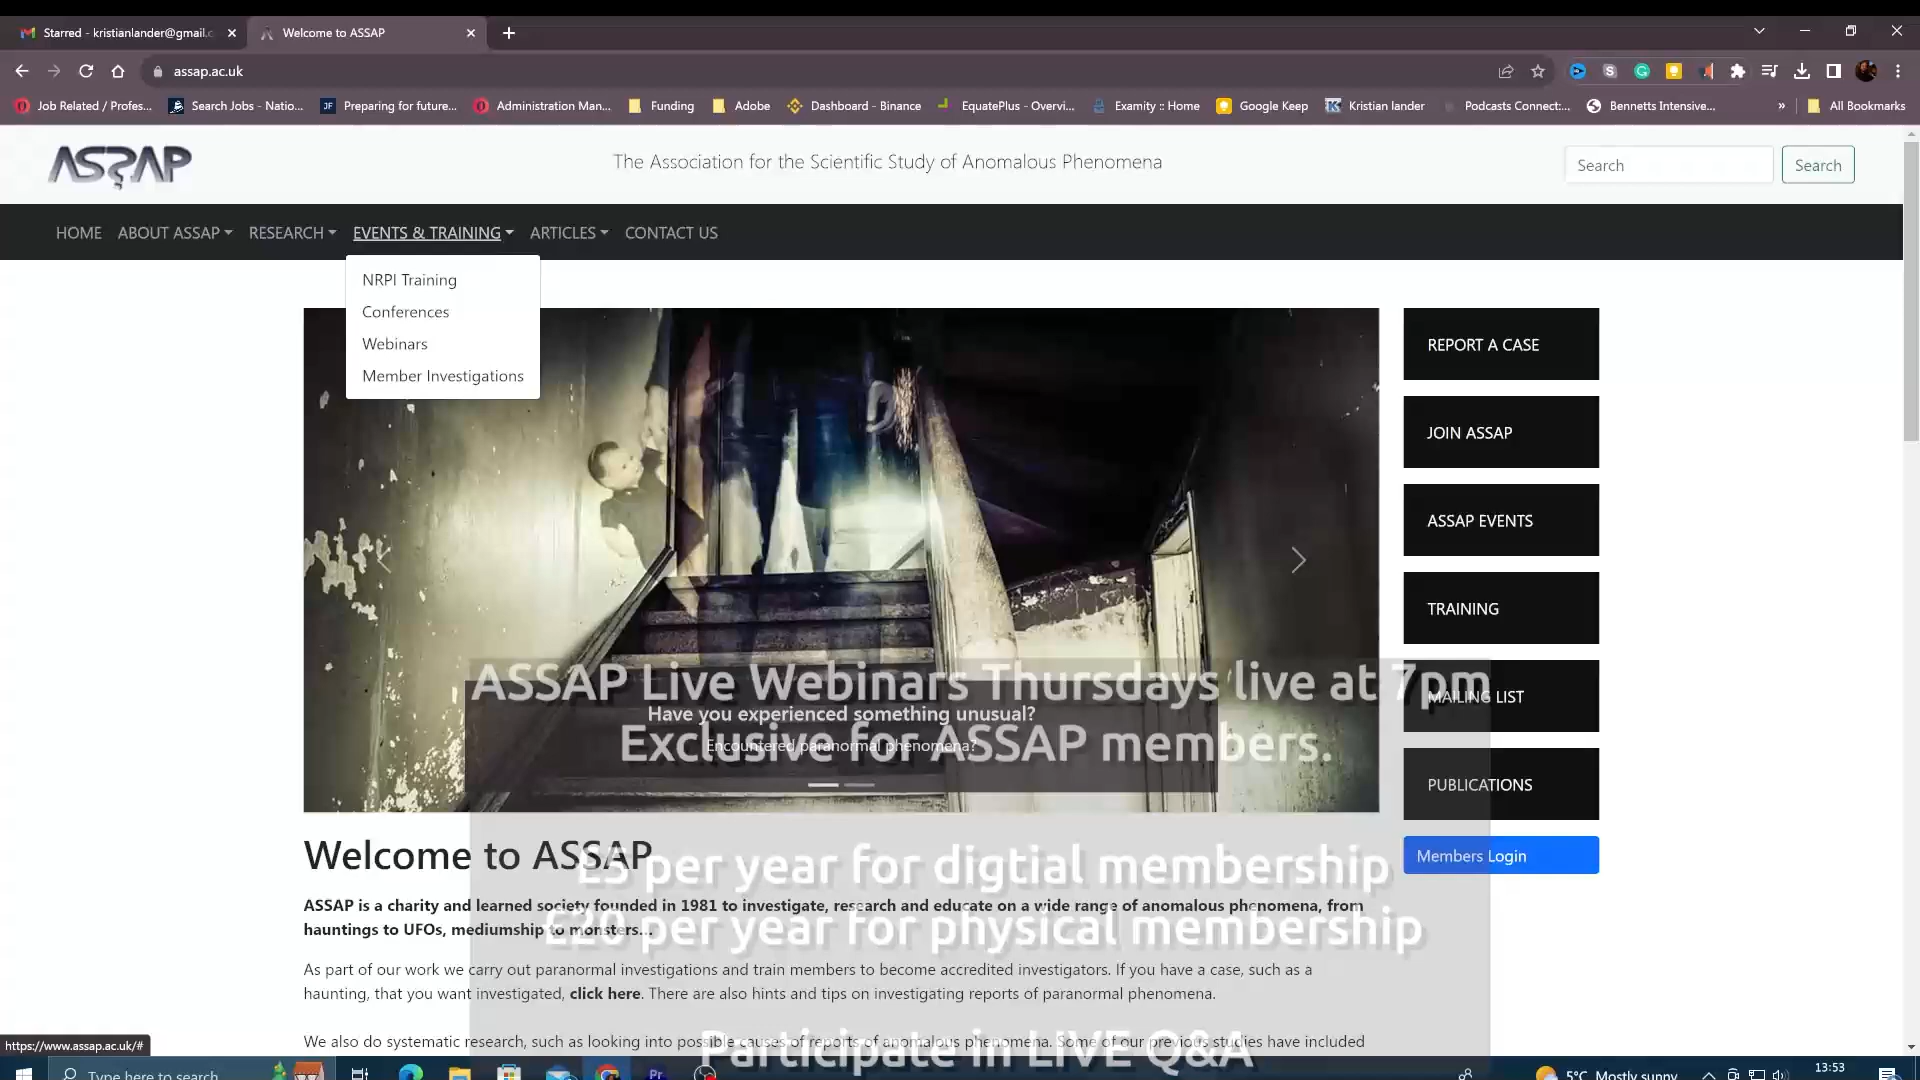 Starred - kristianlander@gmail.c
Welcome to ASSAP
assap.ac.uk
Job Related / Profes...
Search Jobs - Natio...
JF Preparing for future...
Administration Man...
Funding
Adobe
Dashboard - Binance
EquatePlus - Overvi...
Examity :: Home
Google Keep
Kristian lander
Podcasts Connect:...
Bennetts Intensive...
»
All Bookmarks
ASSAP
The Association for the Scientific Study of Anomalous Phenomena
Search
Search
HOME
ABOUT ASSAP
RESEARCH
EVENTS & TRAINING
ARTICLES
CONTACT US
NRPI Training
Conferences
Webinars
Member Investigations
REPORT A CASE
JOIN ASSAP
ASSAP EVENTS
TRAINING
MAILING LIST
PUBLICATIONS
Members Login
Have you experienced something unusual?
Encountered paranormal phenomena?
ASSAP Live Webinars Thursdays live at 7pm
Exclusive for ASSAP members.
£5 per year for digtial membership
£20 per year for physical membership
Participate in LIVE Q&A
Welcome to ASSAP
ASSAP is a charity and learned society founded in 1981 to investigate, research and educate on a wide range of anomalous phenomena, from
hauntings to UFOs, mediumship to monsters...
As part of our work we carry out paranormal investigations and train members to become accredited investigators. If you have a case, such as a
haunting, that you want investigated, click here. There are also hints and tips on investigating reports of paranormal phenomena.
We also do systematic research, such as looking into possible causes of reports of anomalous phenomena. Some of our previous studies have included
https://www.assap.ac.uk/#
Type here to search
Pr
5°C Mostly sunny
13:53